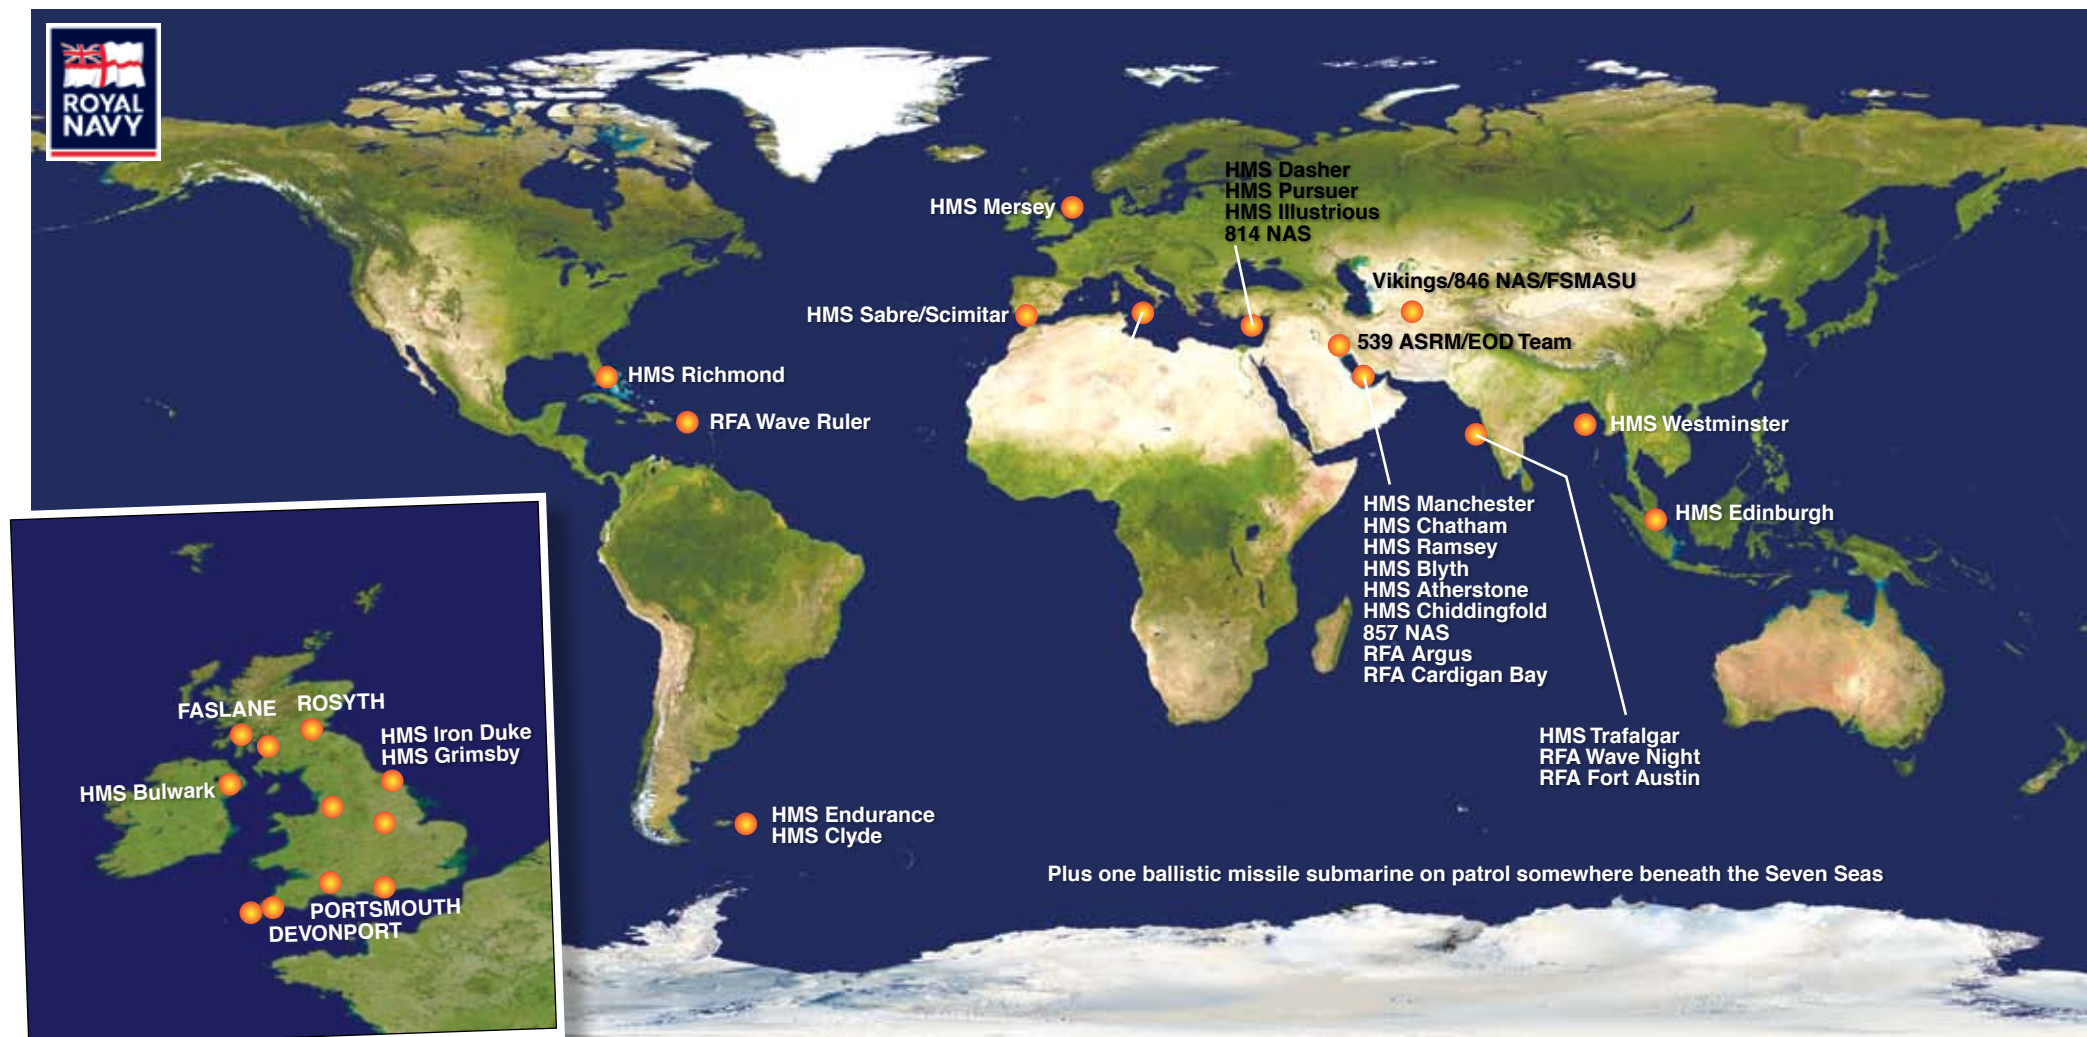 ROYAL
NAVY
HMS Mersey
HMS Dasher
HMS Pursuer
HMS Illustrious
814 NAS
Vikings/846 NAS/FSMASU
HMS Sabre/Scimitar
539 ASRM/EOD Team
HMS Richmond
RFA Wave Ruler
HMS Westminster
HMS Edinburgh
HMS Manchester
HMS Chatham
HMS Ramsey
HMS Blyth
HMS Atherstone
HMS Chiddingfold
857 NAS
RFA Argus
RFA Cardigan Bay
HMS Trafalgar
RFA Wave Night
RFA Fort Austin
HMS Endurance
HMS Clyde
Plus one ballistic missile submarine on patrol somewhere beneath the Seven Seas
FASLANE
ROSYTH
HMS Iron Duke
HMS Grimsby
HMS Bulwark
PORTSMOUTH
DEVONPORT